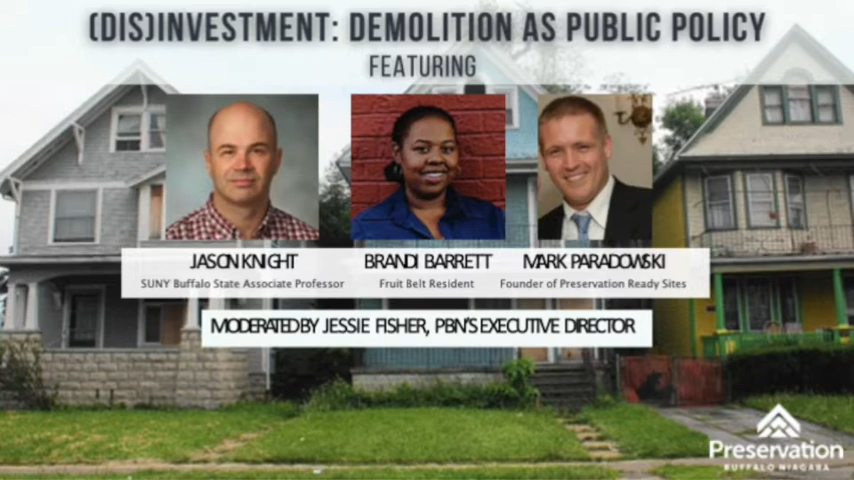 (DIS)INVESTMENT: DEMOLITION AS PUBLIC POLICY
FEATURING
JASON KNIGHT BRANDI BARRETT MARK PARADOWSKI
SUNY Buffalo State Associate Professor Fruit Belt Resident Founder of Preservation Ready Sites
MODERATED BY JESSIE FISHER, PBN'S EXECUTIVE DIRECTOR
Preservation
BUFFALO NIAGARA